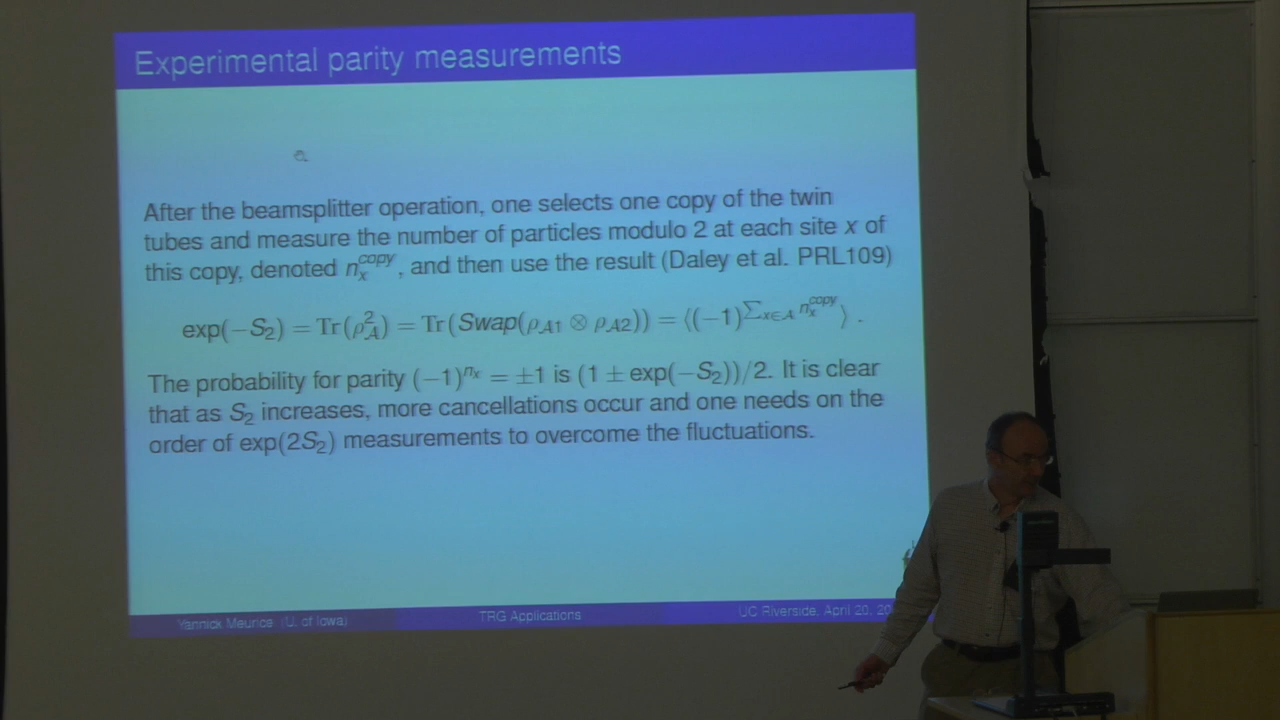 Experimental parity measurements
After the beamsplitter operation, one selects one copy of the twin
tubes and measure the number of particles modulo 2 at each site x of
this copy, denoted n_x^{copy}, and then use the result (Daley et al. PRL109)
exp(−S₂) = Tr(ρ_A^2) = Tr(Swap(ρ_{A1} ⊗ ρ_{A2})) = ⟨(−1)^{∑_{x∈A} n_x^{copy}}⟩ .
The probability for parity (−1)^{n_x} = ±1 is (1 ± exp(−S₂))/2. It is clear
that as S₂ increases, more cancellations occur and one needs on the
order of exp(2S₂) measurements to overcome the fluctuations.
Yannick Meurice (U. of Iowa) TRG Applications UC Riverside, April 20, 20